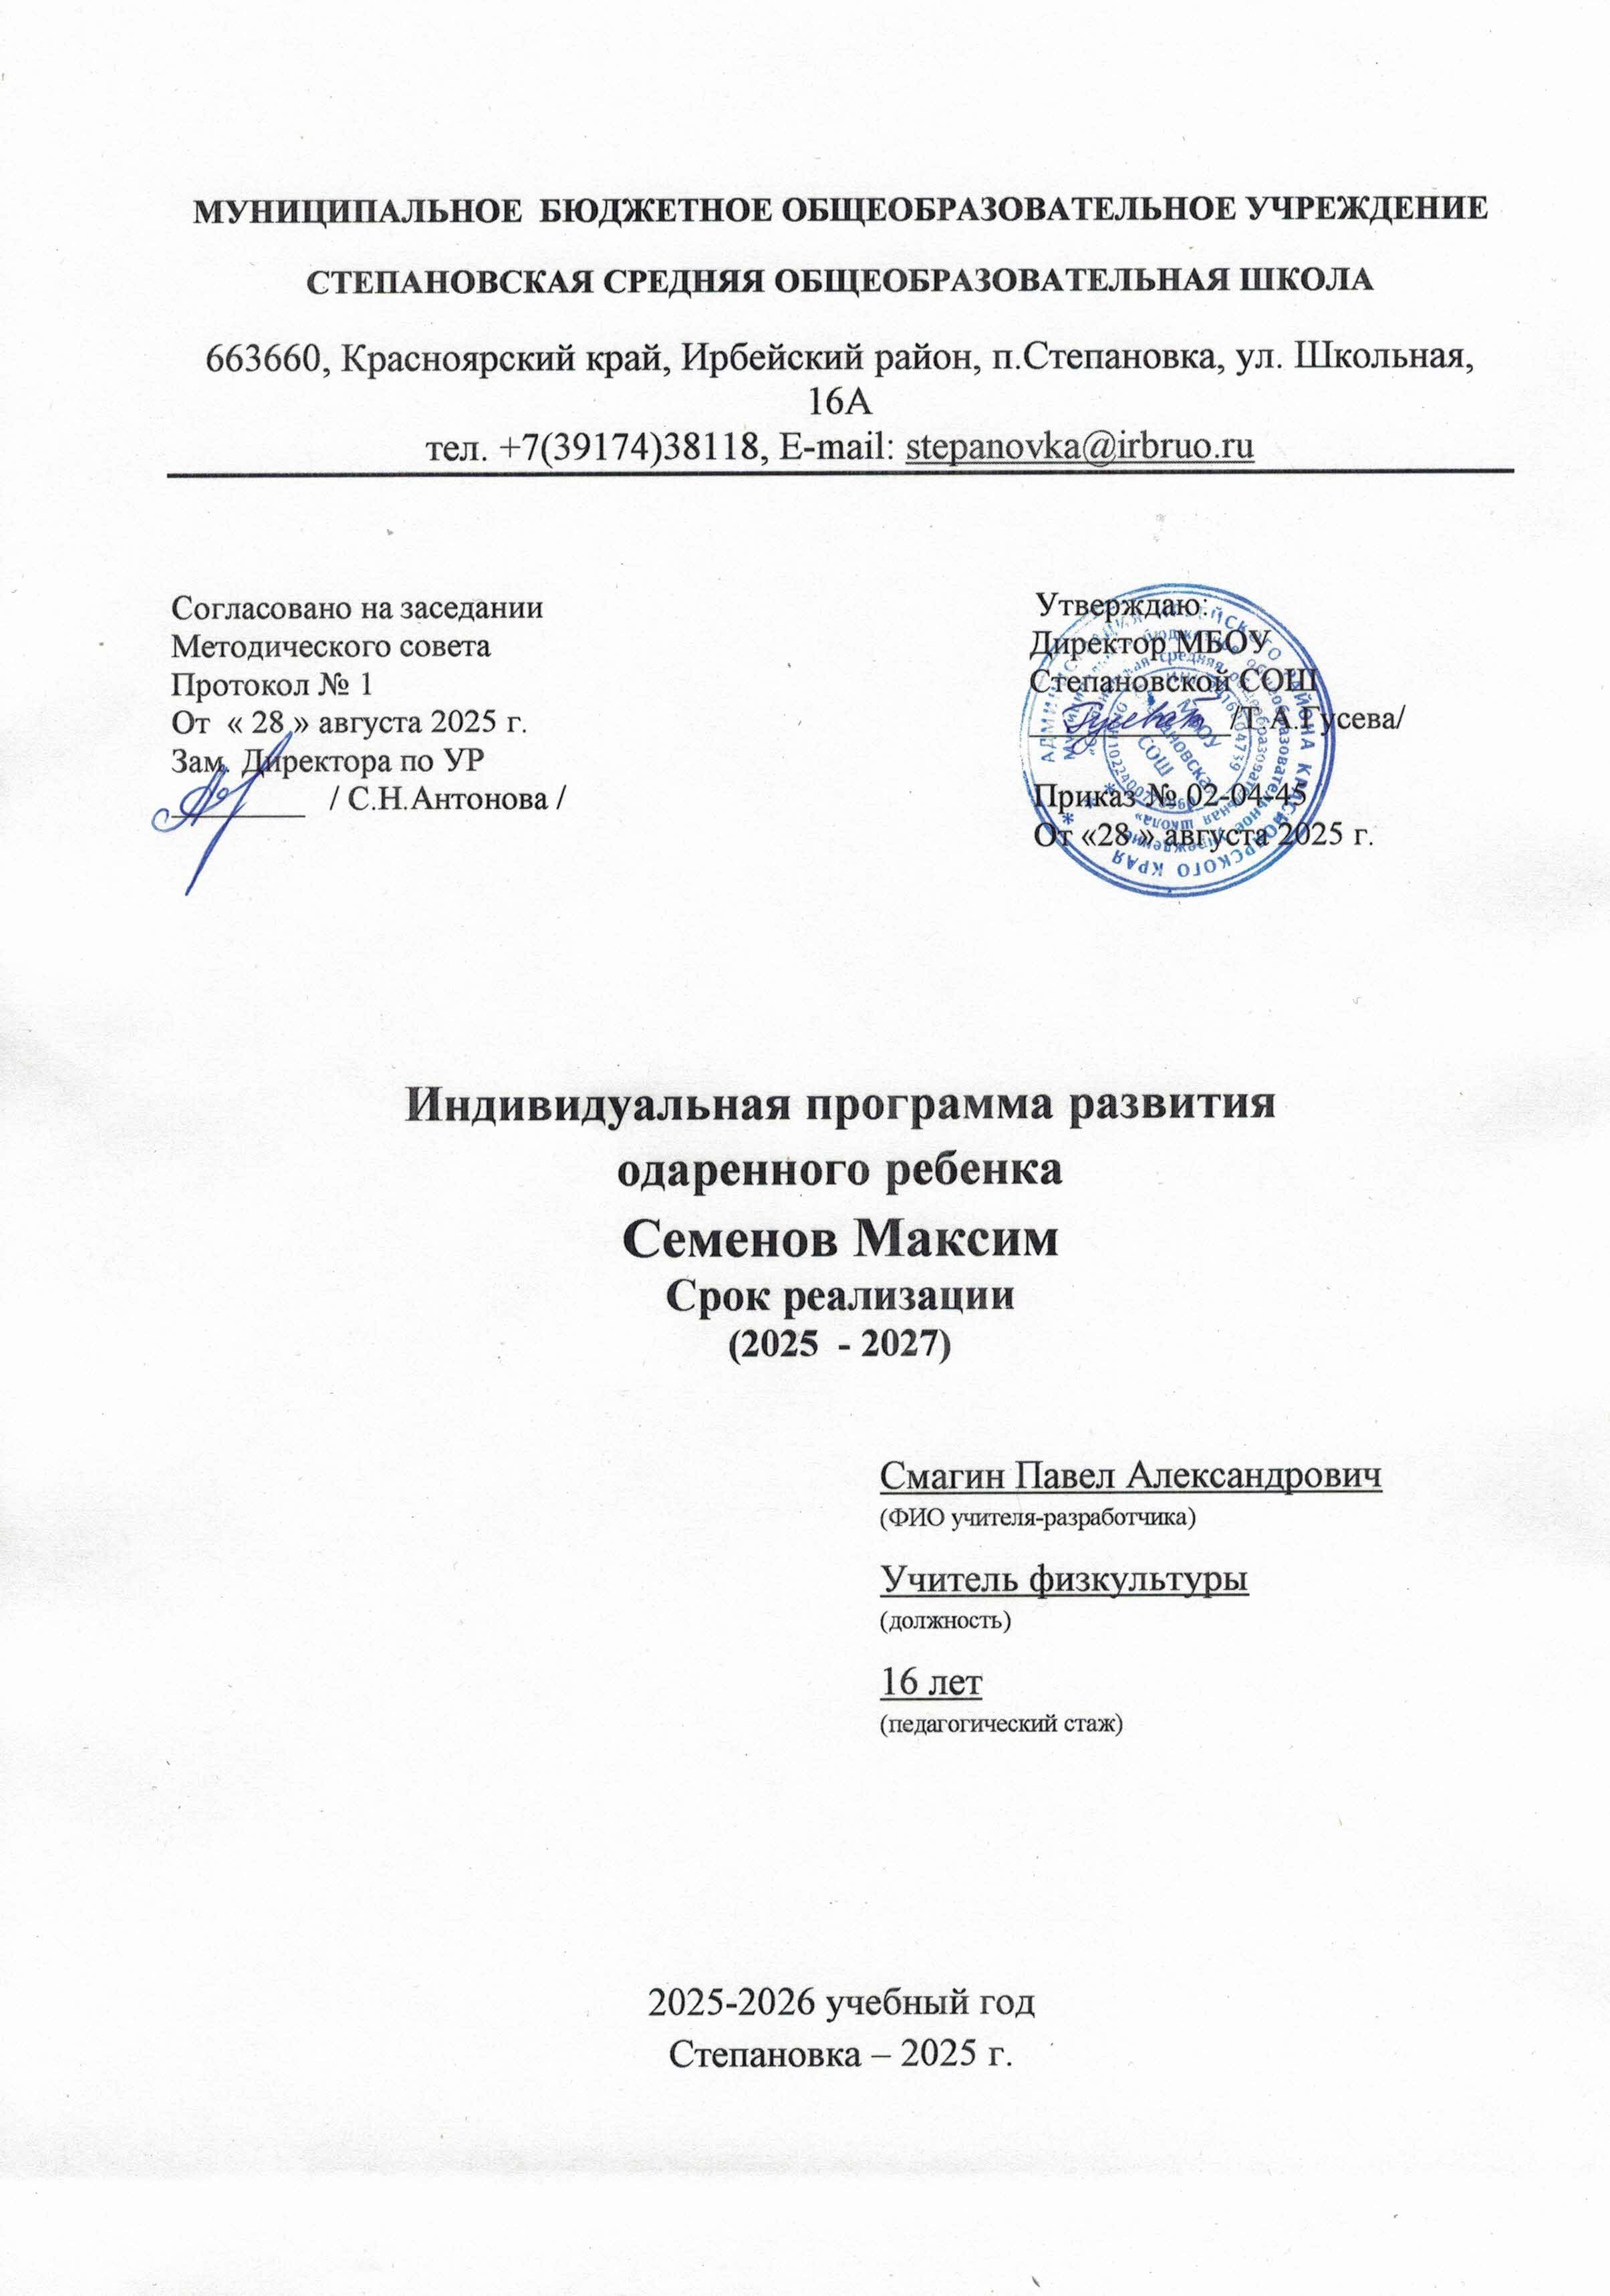 МУНИЦИПАЛЬНОЕ БЮДЖЕТНОЕ ОБЩЕОБРАЗОВАТЕЛЬНОЕ УЧРЕЖДЕНИЕ
СТЕПАНОВСКАЯ СРЕДНЯЯ ОБЩЕОБРАЗОВАТЕЛЬНАЯ ШКОЛА
663660, Красноярский край, Ирбейский район, п.Степановка, ул. Школьная,
16А
тел. +7(39174)38118, E-mail: stepanovka@irbruo.ru
Согласовано на заседании
Методического совета
Протокол № 1
От « 28 » августа 2025 г.
Зам. Директора по УР
/ С.Н.Антонова /
Утверждаю:
Директор МБОУ
Степановской СОШ
/Т.А.Гусева/
Приказ № 02-04-45
От «28 » августа 2025 г.
МБОУ
Степановская
СОШ
Индивидуальная программа развития
одаренного ребенка
Семенов Максим
Срок реализации
(2025 - 2027)
Смагин Павел Александрович
(ФИО учителя-разработчика)
Учитель физкультуры
(должность)
16 лет
(педагогический стаж)
2025-2026 учебный год
Степановка – 2025 г.